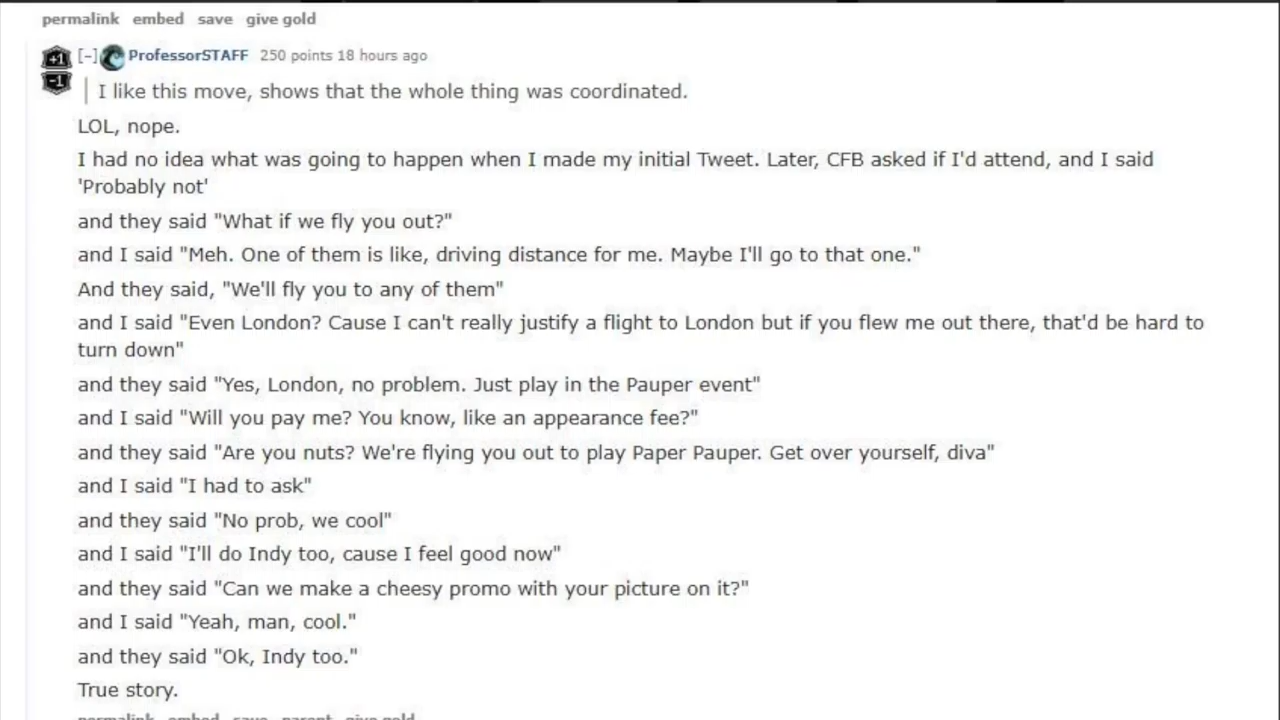 permalink embed save give gold
+1
[-] ProfessorSTAFF 250 points 18 hours ago
-1
I like this move, shows that the whole thing was coordinated.
LOL, nope.
I had no idea what was going to happen when I made my initial Tweet. Later, CFB asked if I'd attend, and I said
'Probably not'
and they said "What if we fly you out?"
and I said "Meh. One of them is like, driving distance for me. Maybe I'll go to that one."
And they said, "We'll fly you to any of them"
and I said "Even London? Cause I can't really justify a flight to London but if you flew me out there, that'd be hard to
turn down"
and they said "Yes, London, no problem. Just play in the Pauper event"
and I said "Will you pay me? You know, like an appearance fee?"
and they said "Are you nuts? We're flying you out to play Paper Pauper. Get over yourself, diva"
and I said "I had to ask"
and they said "No prob, we cool"
and I said "I'll do Indy too, cause I feel good now"
and they said "Can we make a cheesy promo with your picture on it?"
and I said "Yeah, man, cool."
and they said "Ok, Indy too."
True story.
permalink embed save parent give gold